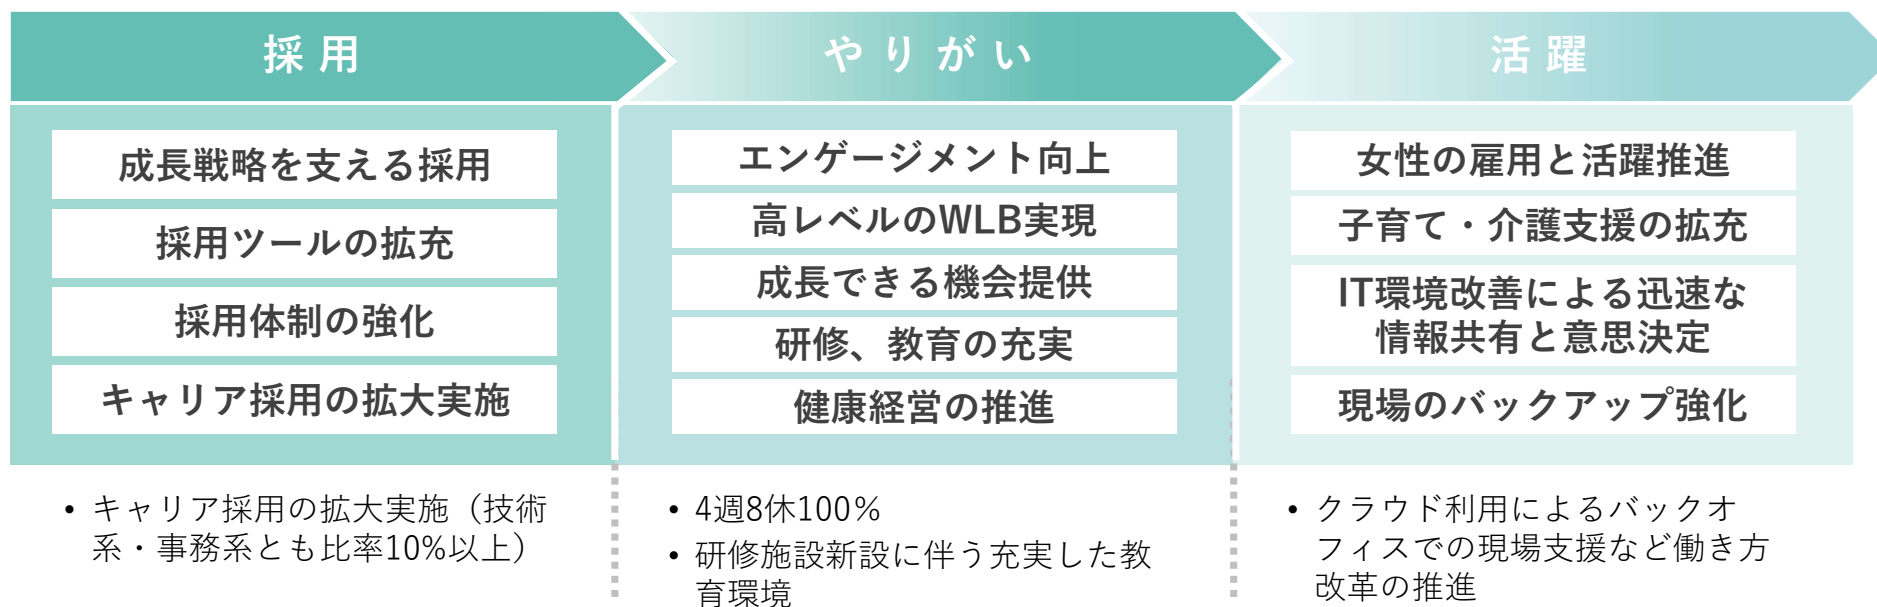 採用
成長戦略を支える採用
採用ツールの拡充
採用体制の強化
キャリア採用の拡大実施
• キャリア採用の拡大実施（技術
系・事務系とも比率10%以上）
やりがい
エンゲージメント向上
高レベルのWLB実現
成長できる機会提供
研修、教育の充実
健康経営の推進
• 4週8休100％
• 研修施設新設に伴う充実した教
育環境
活躍
女性の雇用と活躍推進
子育て・介護支援の拡充
IT環境改善による迅速な
情報共有と意思決定
現場のバックアップ強化
• クラウド利用によるバックオ
フィスでの現場支援など働き方
改革の推進